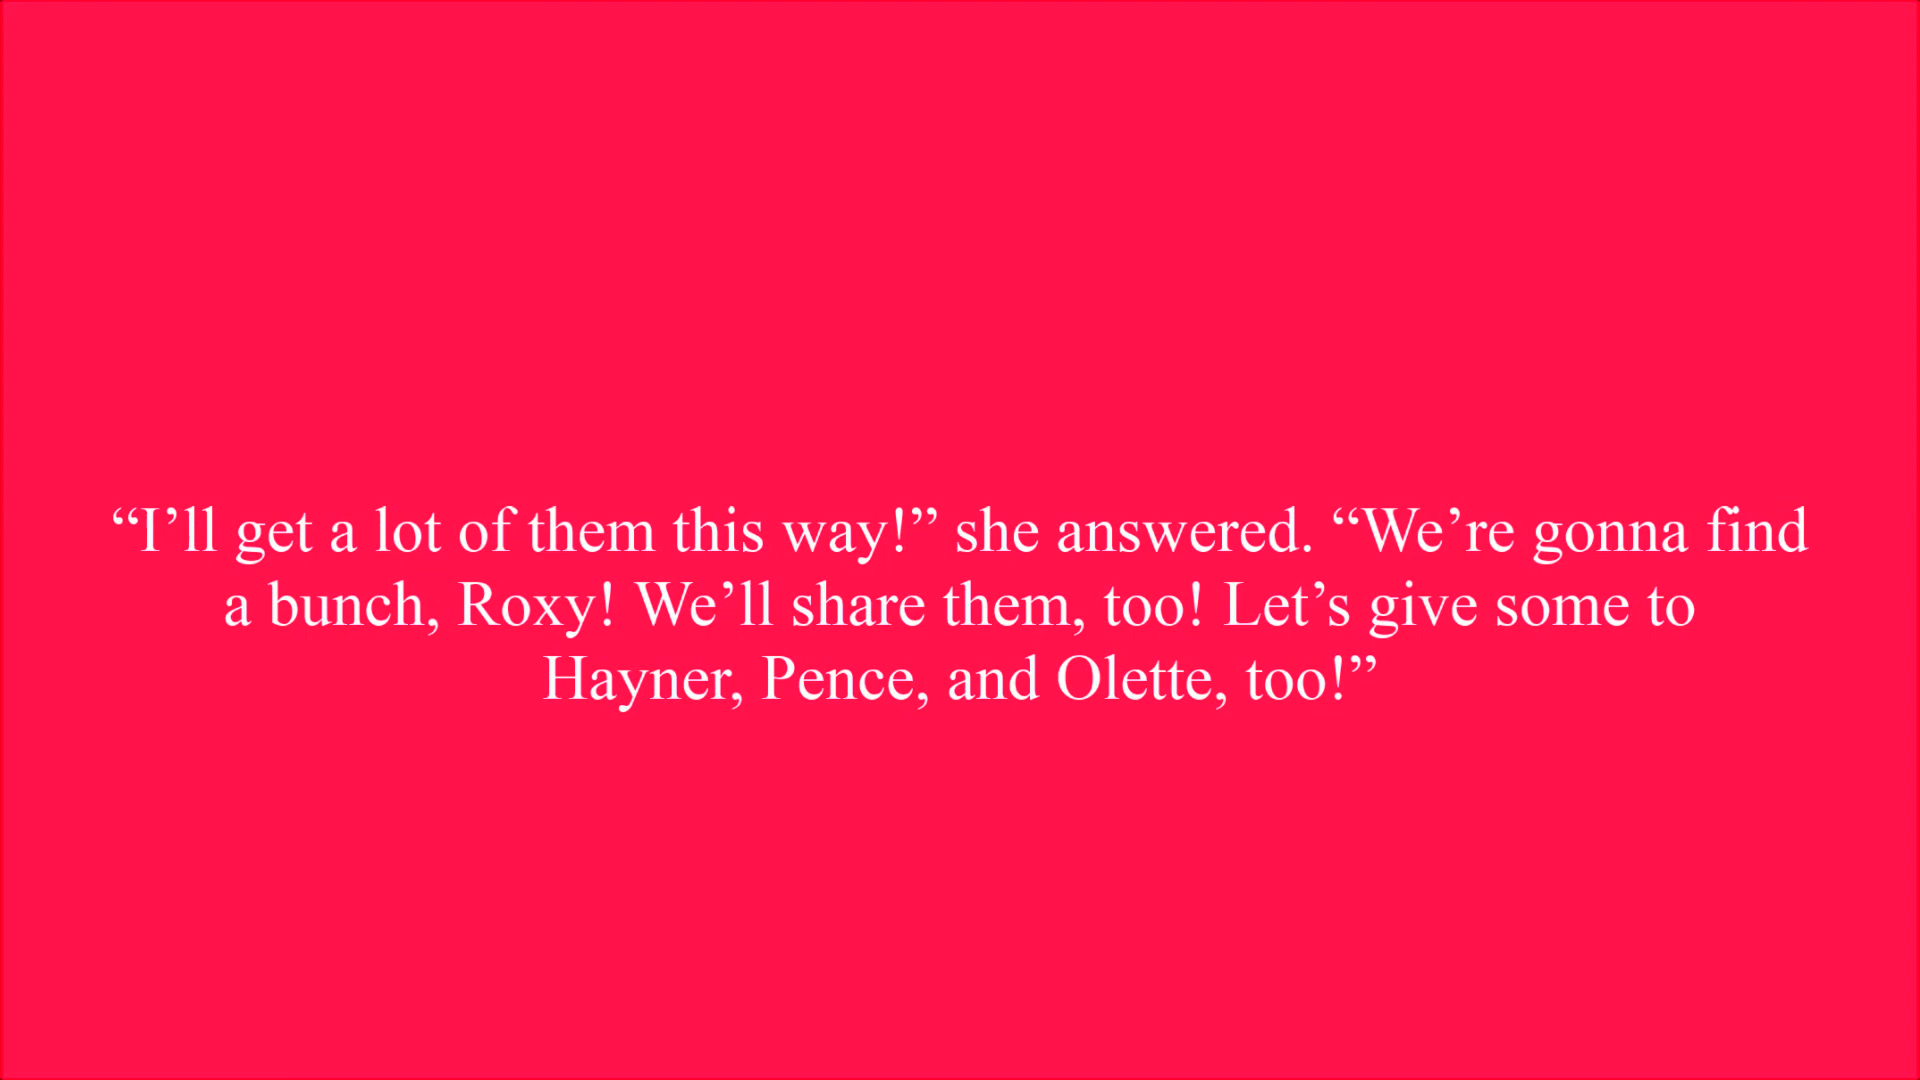 “I’ll get a lot of them this way!” she answered. “We’re gonna find
a bunch, Roxy! We’ll share them, too! Let’s give some to
Hayner, Pence, and Olette, too!”